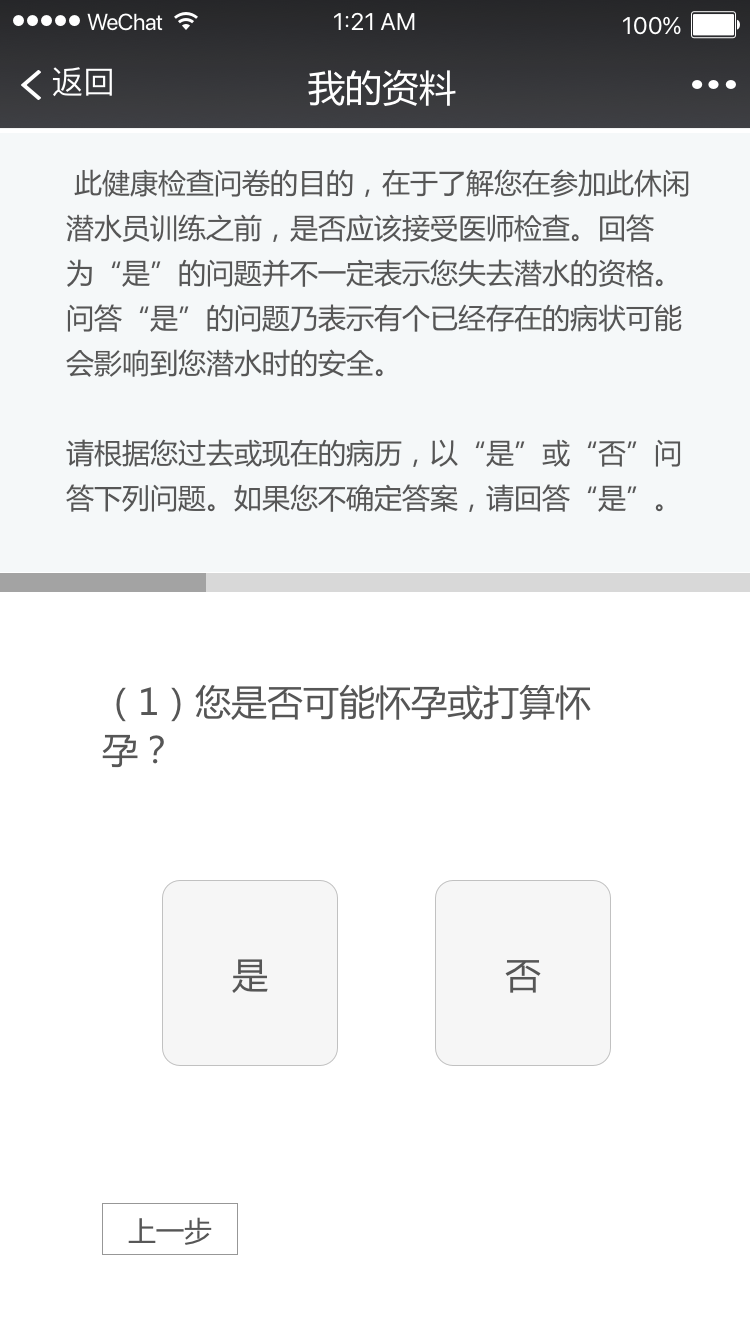 WeChat 1:21 AM 100%
返回 我的资料
此健康检查问卷的目的，在于了解您在参加此休闲
潜水员训练之前，是否应该接受医师检查。回答
为“是”的问题并不一定表示您失去潜水的资格。
问答“是”的问题乃表示有个已经存在的病状可能
会影响到您潜水时的安全。
请根据您过去或现在的病历，以“是”或“否”问
答下列问题。如果您不确定答案，请回答“是”。
（1）您是否可能怀孕或打算怀
孕？
是 否
上一步